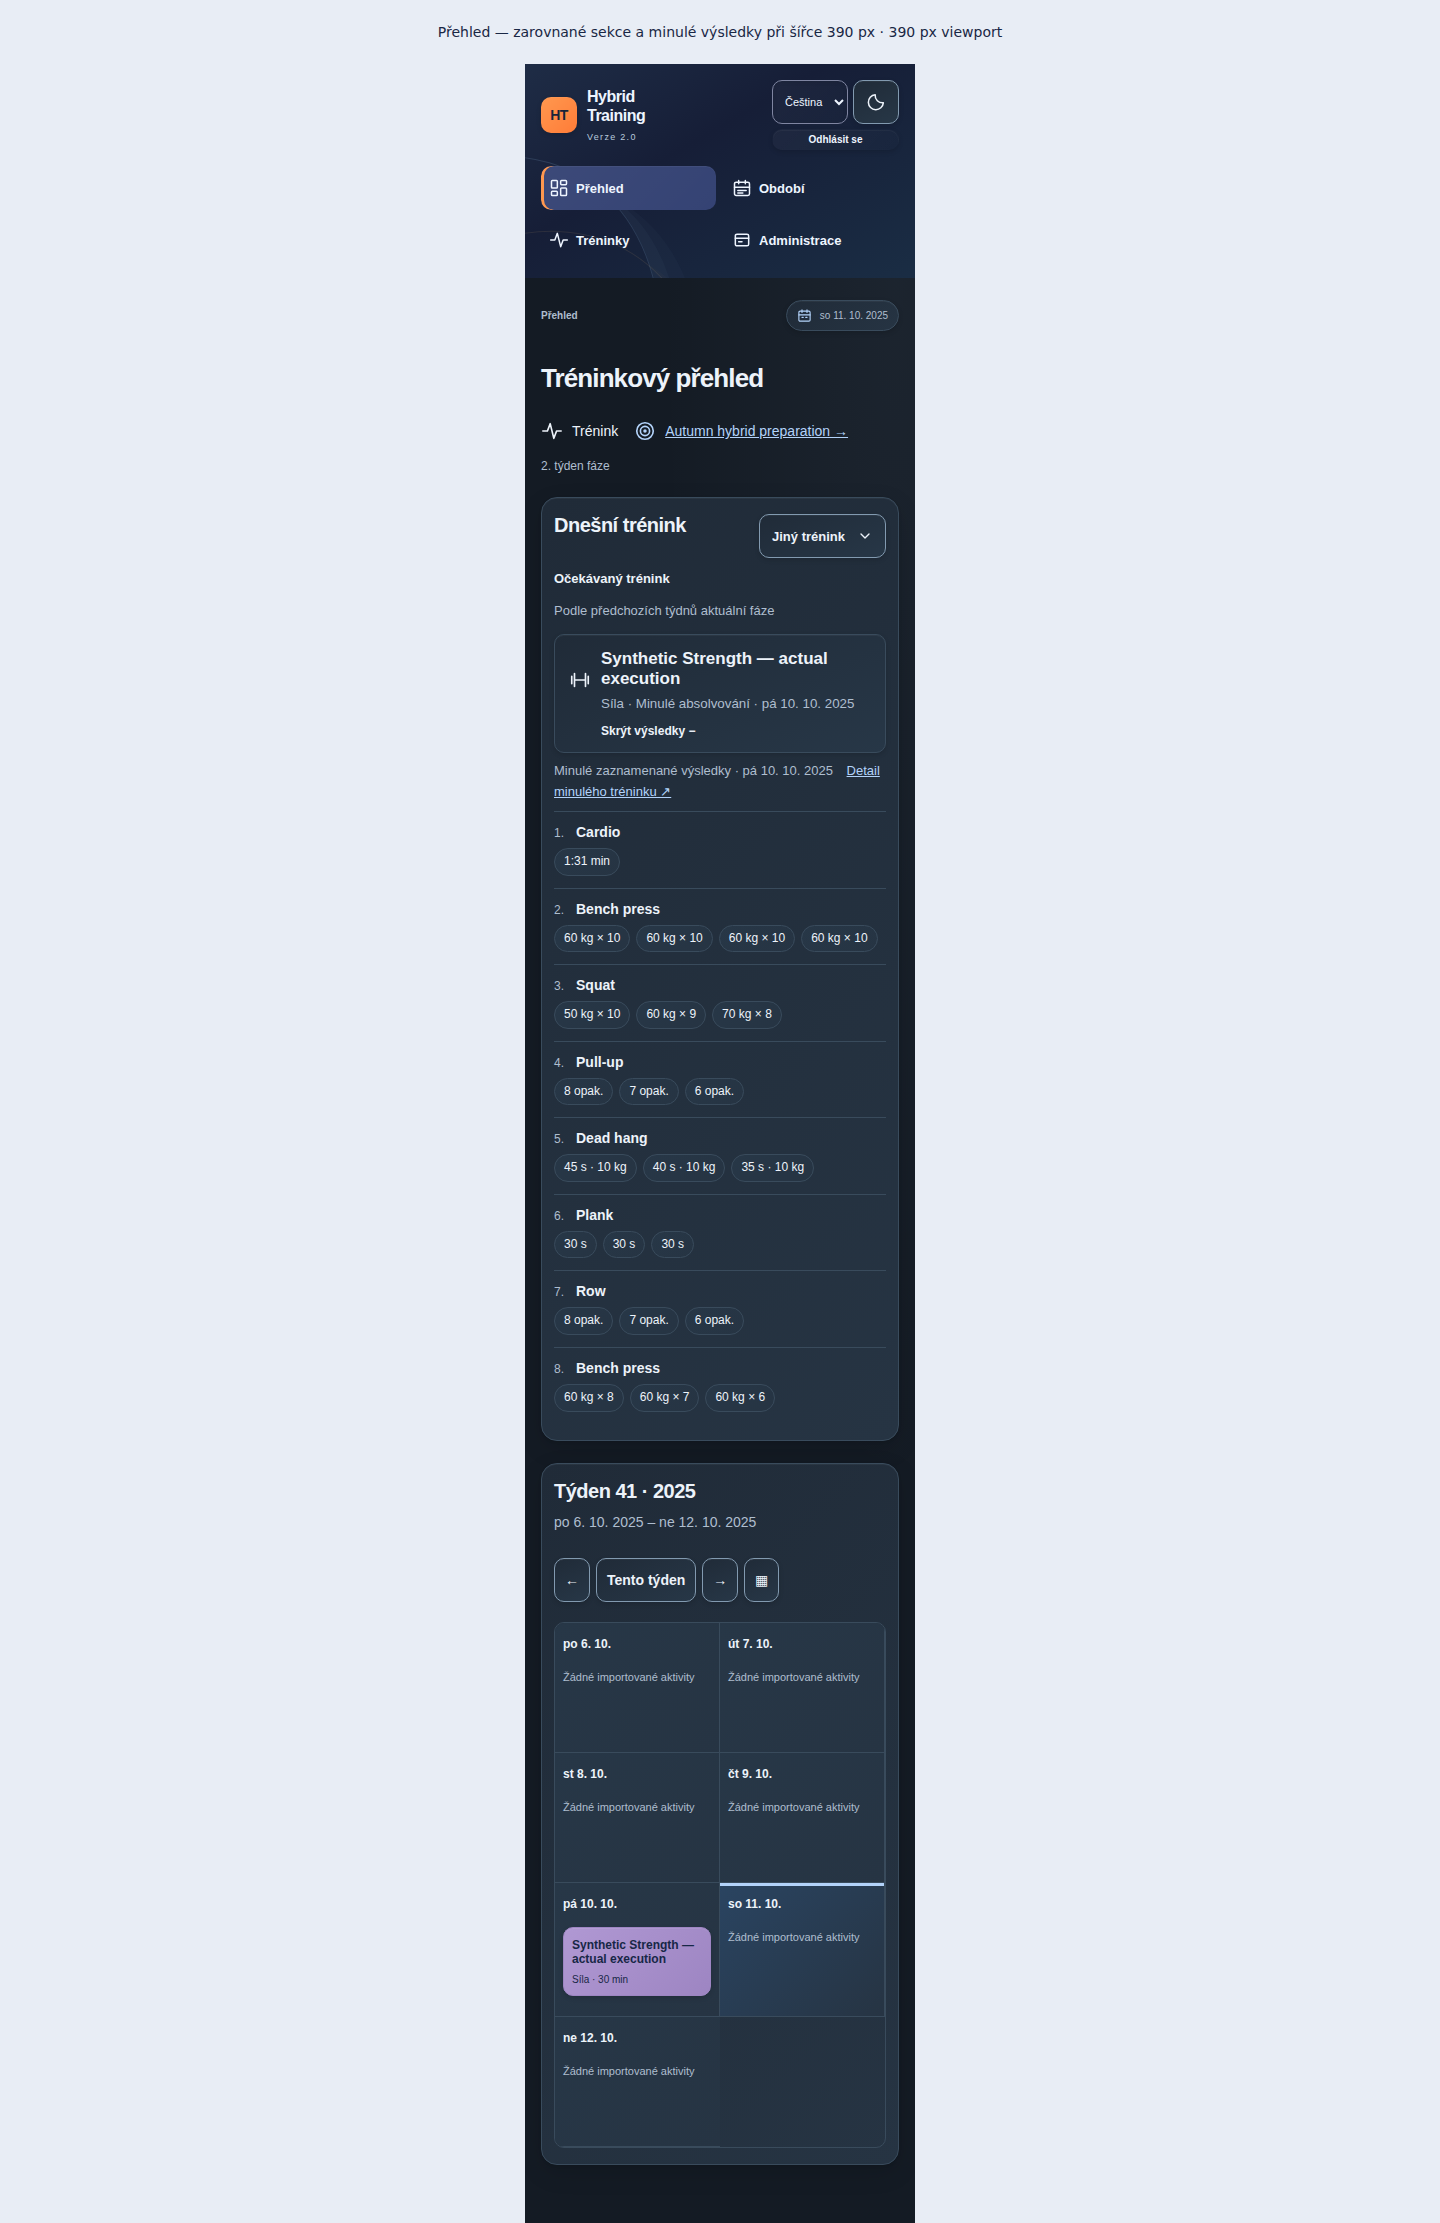 Přehled — zarovnané sekce a minulé výsledky při šířce 390 px · 390 px viewport
HT
Hybrid
Training
Verze 2.0
Čeština
Odhlásit se
Přehled
Období
Tréninky
Administrace
Přehled
so 11. 10. 2025
Tréninkový přehled
Trénink
Autumn hybrid preparation →
2. týden fáze
Dnešní trénink
Jiný trénink
Očekávaný trénink
Podle předchozích týdnů aktuální fáze
Synthetic Strength — actual
execution
Síla · Minulé absolvování · pá 10. 10. 2025
Skrýt výsledky −
Minulé zaznamenané výsledky · pá 10. 10. 2025 Detail
minulého tréninku ↗
1. Cardio
1:31 min
2. Bench press
60 kg × 10 60 kg × 10 60 kg × 10 60 kg × 10
3. Squat
50 kg × 10 60 kg × 9 70 kg × 8
4. Pull-up
8 opak. 7 opak. 6 opak.
5. Dead hang
45 s · 10 kg 40 s · 10 kg 35 s · 10 kg
6. Plank
30 s 30 s 30 s
7. Row
8 opak. 7 opak. 6 opak.
8. Bench press
60 kg × 8 60 kg × 7 60 kg × 6
Týden 41 · 2025
po 6. 10. 2025 – ne 12. 10. 2025
← Tento týden → ▦
po 6. 10.
Žádné importované aktivity
út 7. 10.
Žádné importované aktivity
st 8. 10.
Žádné importované aktivity
čt 9. 10.
Žádné importované aktivity
pá 10. 10.
Synthetic Strength —
actual execution
Síla · 30 min
so 11. 10.
Žádné importované aktivity
ne 12. 10.
Žádné importované aktivity